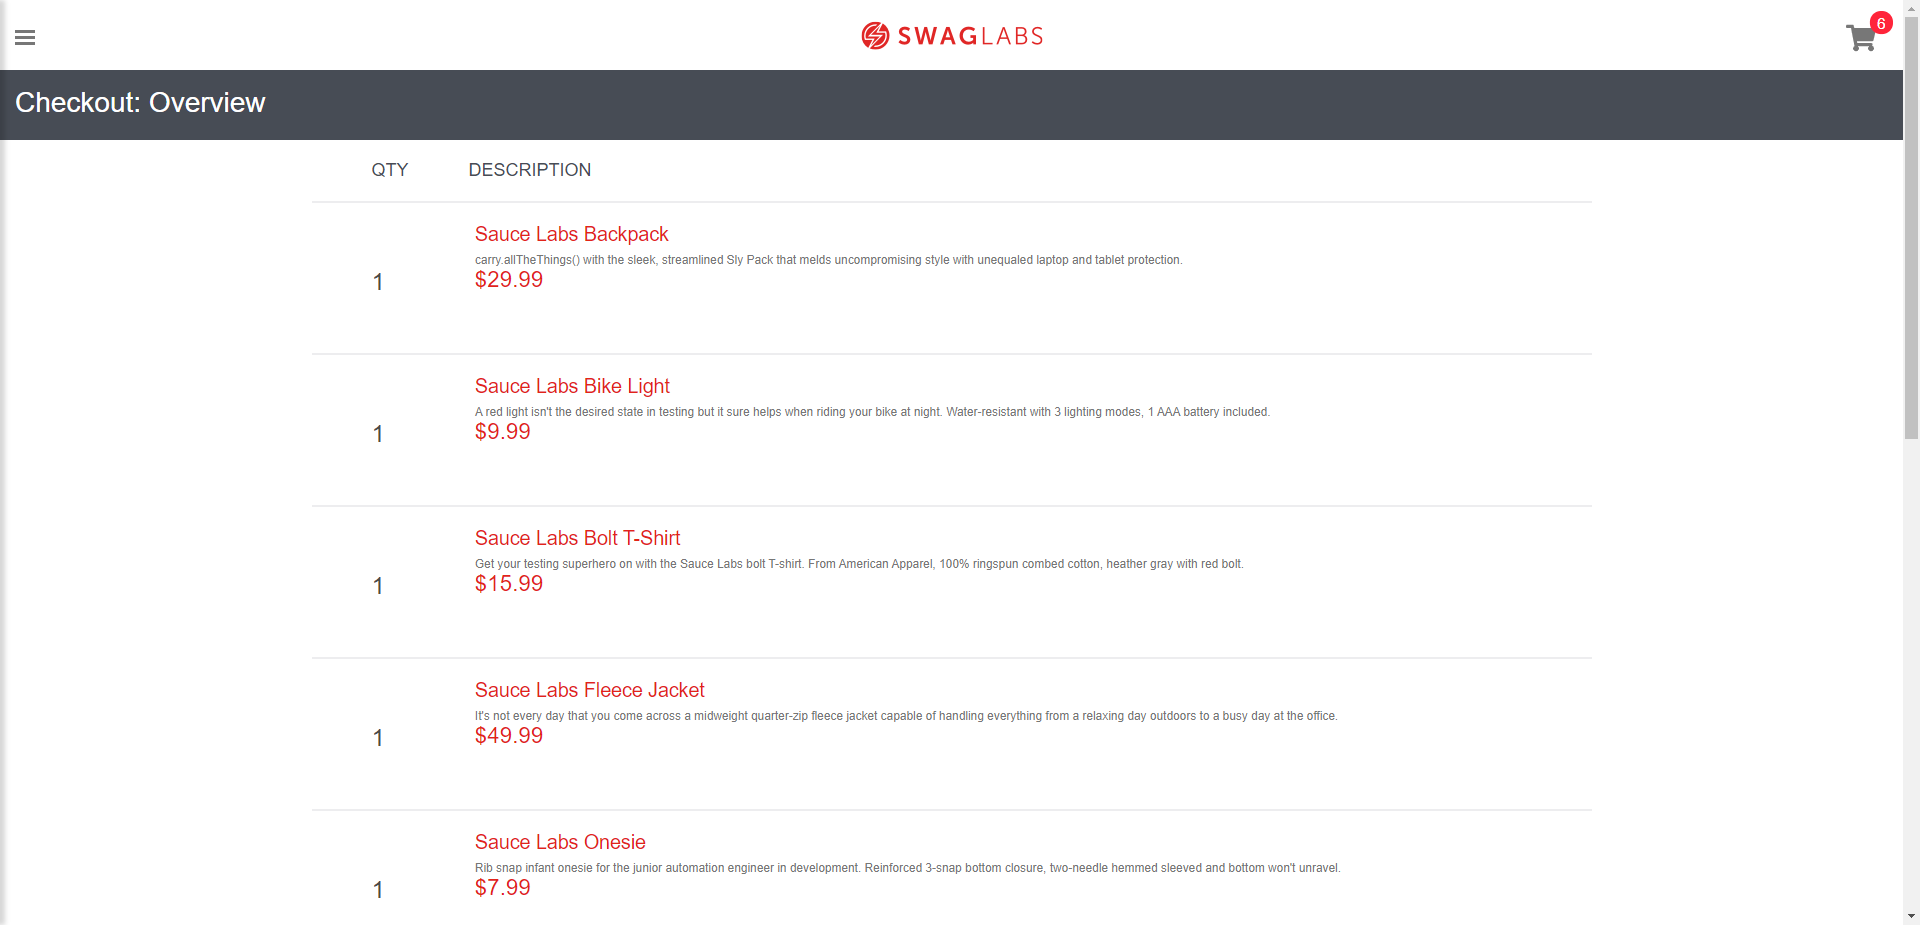 SWAGLABS
6
Checkout: Overview
QTY DESCRIPTION
Sauce Labs Backpack
carry.allTheThings() with the sleek, streamlined Sly Pack that melds uncompromising style with unequaled laptop and tablet protection.
1
$29.99
Sauce Labs Bike Light
A red light isn't the desired state in testing but it sure helps when riding your bike at night. Water-resistant with 3 lighting modes, 1 AAA battery included.
1
$9.99
Sauce Labs Bolt T-Shirt
Get your testing superhero on with the Sauce Labs bolt T-shirt. From American Apparel, 100% ringspun combed cotton, heather gray with red bolt.
1
$15.99
Sauce Labs Fleece Jacket
It's not every day that you come across a midweight quarter-zip fleece jacket capable of handling everything from a relaxing day outdoors to a busy day at the office.
1
$49.99
Sauce Labs Onesie
Rib snap infant onesie for the junior automation engineer in development. Reinforced 3-snap bottom closure, two-needle hemmed sleeved and bottom won't unravel.
1
$7.99